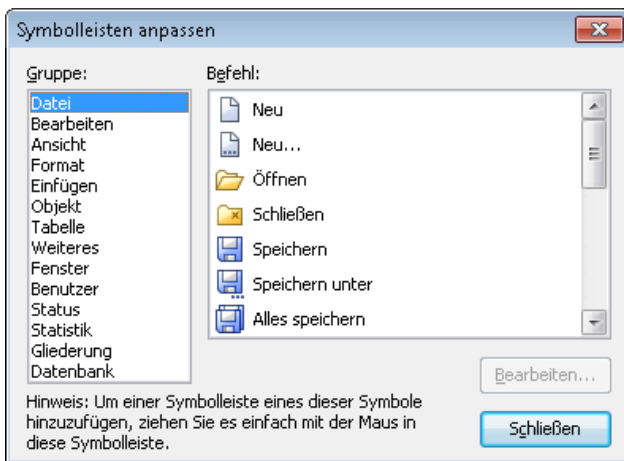 Symbolleisten anpassen
Gruppe:
Datei
Bearbeiten
Ansicht
Format
Einfügen
Objekt
Tabelle
Weiteres
Fenster
Benutzer
Status
Statistik
Gliederung
Datenbank
Befehl:
Neu
Neu...
Öffnen
Schließen
Speichern
Speichern unter
Alles speichern
Bearbeiten...
Hinweis: Um einer Symbolleiste eines dieser Symbole
hinzuzufügen, ziehen Sie es einfach mit der Maus in
diese Symbolleiste.
Schließen